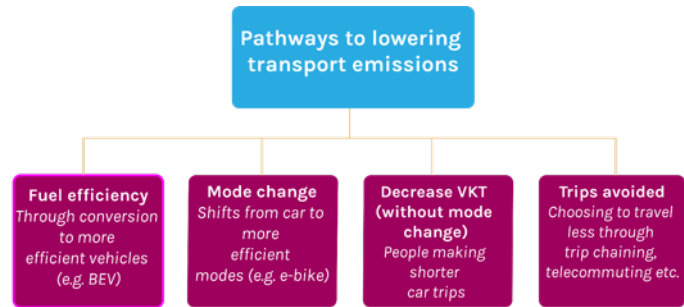 Pathways to lowering
transport emissions
Fuel efficiency
Through conversion
to more
efficient vehicles
(e.g. BEV)
Mode change
Shifts from car to
more
efficient
modes (e.g. e-bike)
Decrease VKT
(without mode
change)
People making
shorter
car trips
Trips avoided
Choosing to travel
less through
trip chaining,
telecommuting etc.